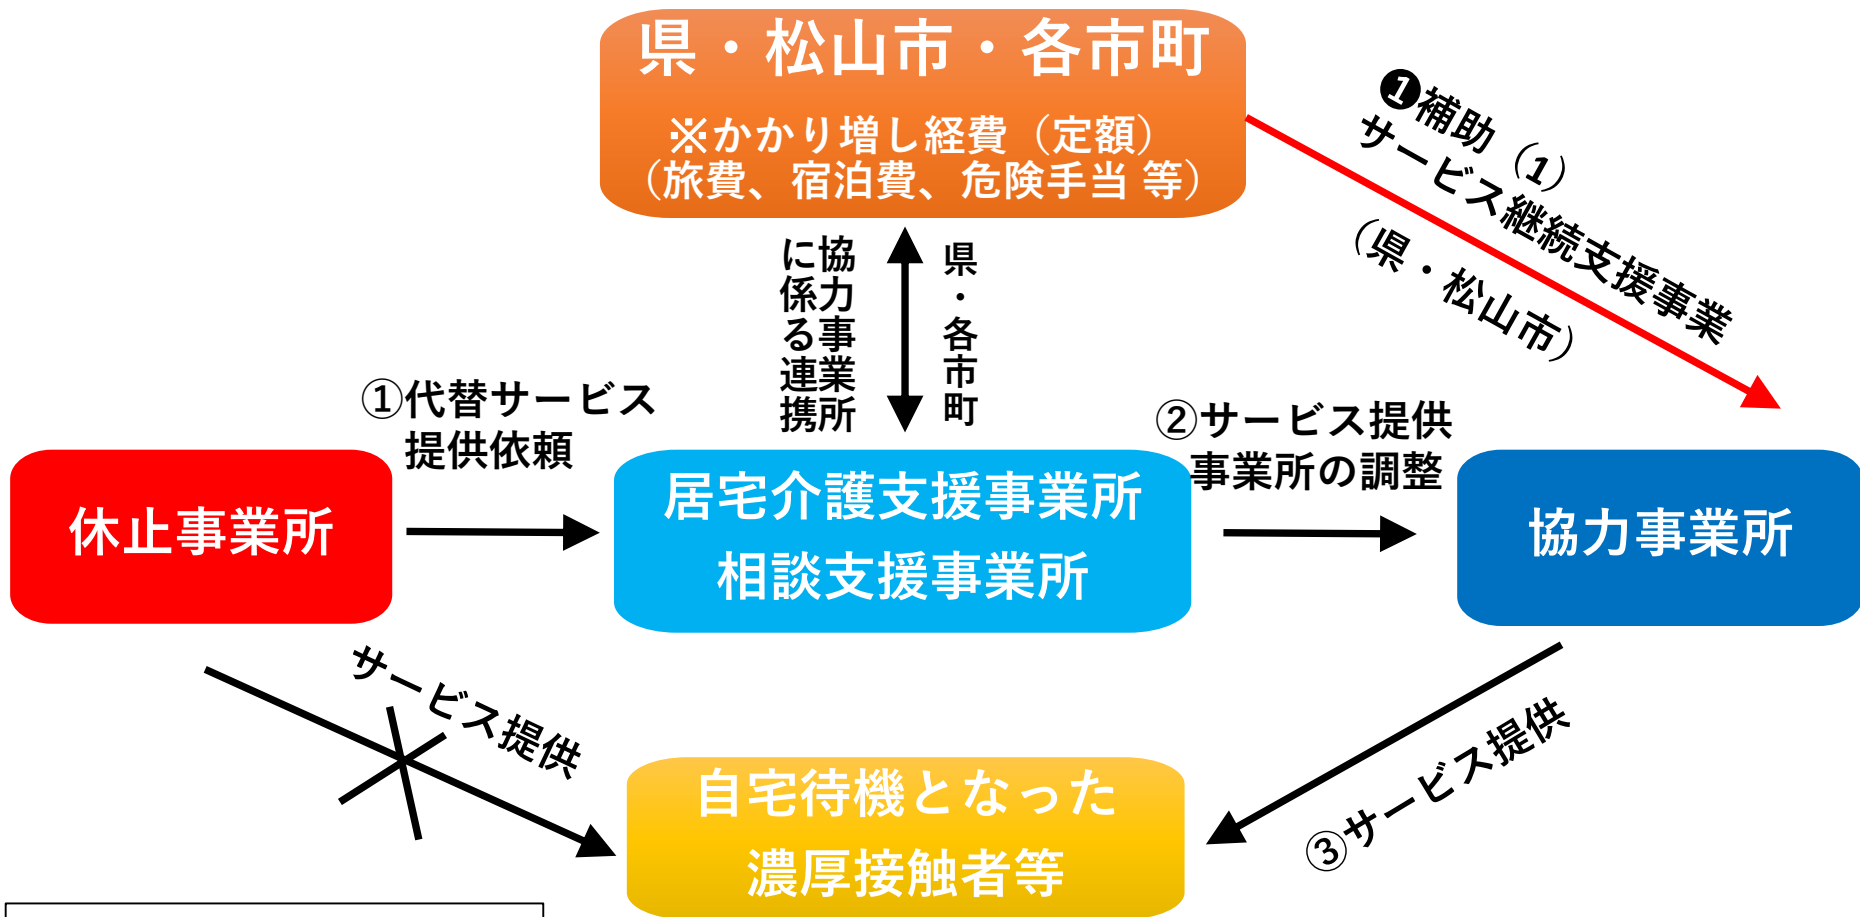 県・松山市・各市町
※かかり増し経費（定額）
（旅費、宿泊費、危険手当 等）
❶補助（1）
サービス継続支援事業
（県・松山市）
協力事業所
に係る連携
県・各市町
①代替サービス
提供依頼
②サービス提供
事業所の調整
休止事業所
居宅介護支援事業所
相談支援事業所
協力事業所
サービス提供
③サービス提供
自宅待機となった
濃厚接触者等